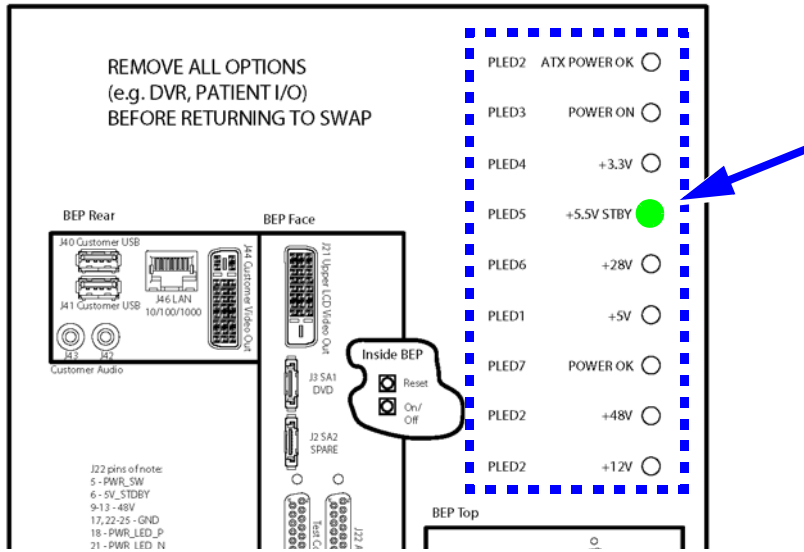 REMOVE ALL OPTIONS
(e.g. DVR, PATIENT I/O)
BEFORE RETURNING TO SWAP
PLED2 ATX POWER OK
PLED3 POWER ON
PLED4 +3.3V
PLED5 +5.5V STBY
PLED6 +28V
PLED1 +5V
PLED7 POWER OK
PLED2 +48V
PLED2 +12V
BEP Rear
J40 Customer USB
J41 Customer USB
J46 LAN
10/100/1000
J44 Customer Video Out
J43
J42
Customer Audio
BEP Face
J21 Upper LCD Video Out
J3 SA1
DVD
J2 SA2
SPARE
Inside BEP
Reset
On/
Off
J22 pins of note:
5 - PWR_SW
6 - 5V_STDBY
9-13 - 48V
17, 22-25 - GND
18 - PWR_LED_P
21 - PWR_LED_N
Test
J22
BEP Top